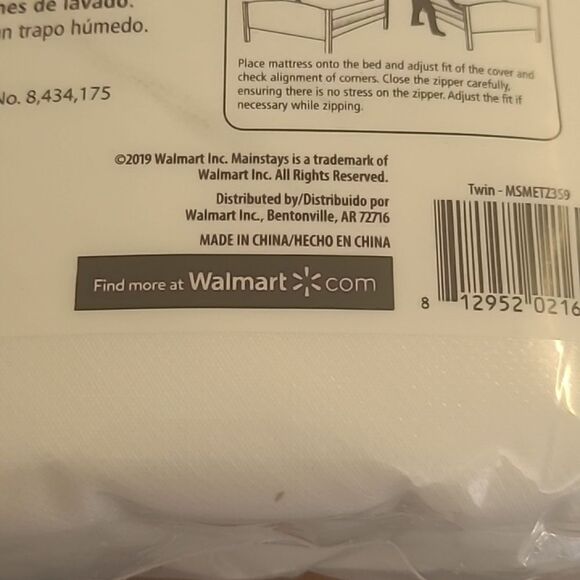 nes de lavado.
n trapo húmedo.
No. 8,434,175
Place mattress onto the bed and adjust fit of the cover and
check alignment of corners. Close the zipper carefully,
ensuring there is no stress on the zipper. Adjust the fit if
necessary while zipping.
©2019 Walmart Inc. Mainstays is a trademark of
Walmart Inc. All Rights Reserved.
Distributed by/Distribuido por
Walmart Inc., Bentonville, AR 72716
MADE IN CHINA/HECHO EN CHINA
Find more at Walmart com
Twin - MSMETZ3S9
8 12952 0216